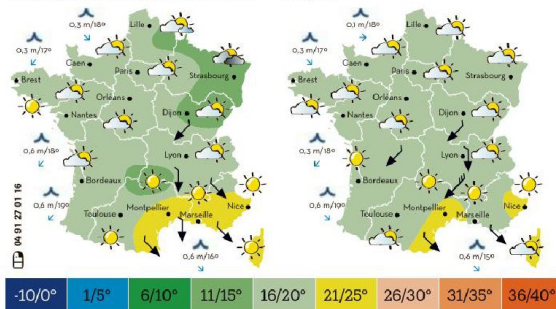 0,3 m/18°
Lille
0,3 m/17°
Caen
Paris
Strasbourg
Brest
Orléans
Nantes
Dijon
0,6 m/18°
Lyon
Bordeaux
0,6 m/19°
Toulouse
Montpellier
Marseille
Nice
0,6 m/16°
04 91 27 01 16
0,1 m/18°
Lille
0,3 m/17°
Caen
Paris
Strasbourg
Brest
Orléans
Nantes
Dijon
0,3 m/18°
Lyon
Bordeaux
0,6 m/19°
Toulouse
Montpellier
Marseille
Nice
0,6 m/15°
-10/0° 1/5° 6/10° 11/15° 16/20° 21/25° 26/30° 31/35° 36/40°